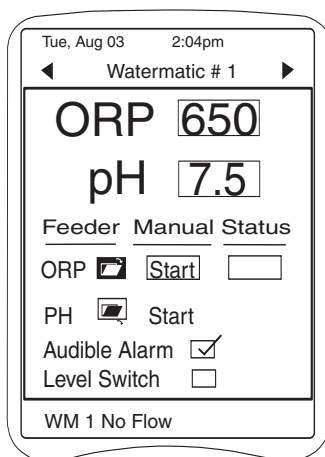 Tue, Aug 03 2:04pm
Watermatic # 1
ORP 650
pH 7.5
Feeder Manual Status
ORP Start
PH Start
Audible Alarm
Level Switch
WM 1 No Flow